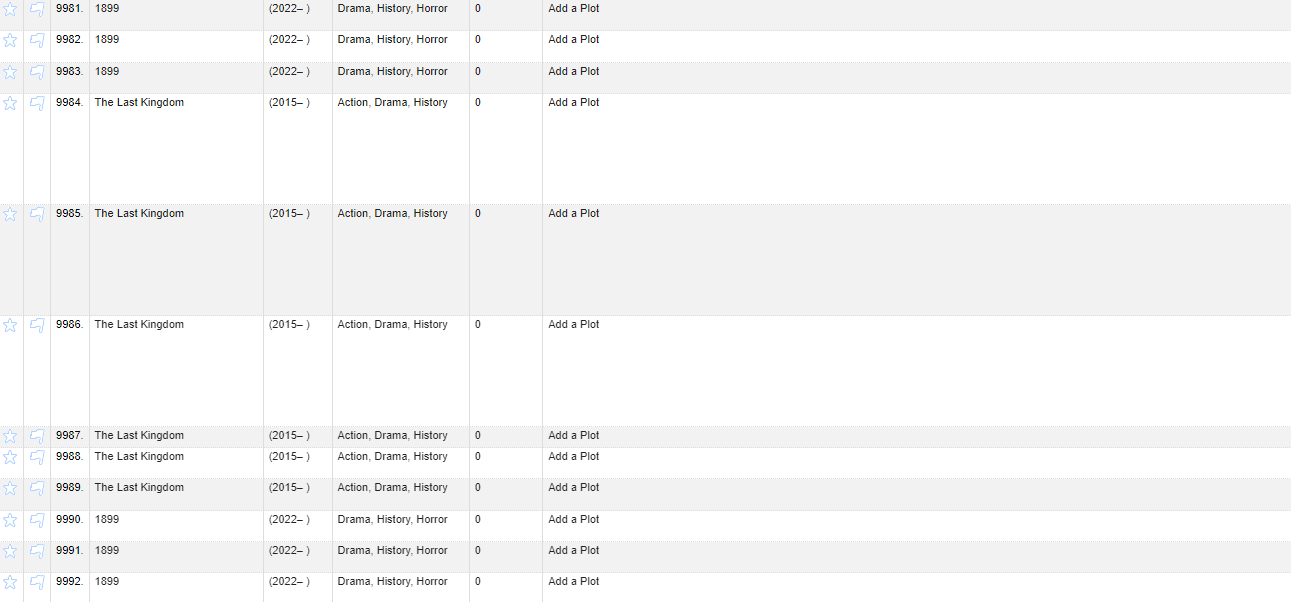 9981. 1899 (2022– ) Drama, History, Horror 0 Add a Plot
9982. 1899 (2022– ) Drama, History, Horror 0 Add a Plot
9983. 1899 (2022– ) Drama, History, Horror 0 Add a Plot
9984. The Last Kingdom (2015– ) Action, Drama, History 0 Add a Plot
9985. The Last Kingdom (2015– ) Action, Drama, History 0 Add a Plot
9986. The Last Kingdom (2015– ) Action, Drama, History 0 Add a Plot
9987. The Last Kingdom (2015– ) Action, Drama, History 0 Add a Plot
9988. The Last Kingdom (2015– ) Action, Drama, History 0 Add a Plot
9989. The Last Kingdom (2015– ) Action, Drama, History 0 Add a Plot
9990. 1899 (2022– ) Drama, History, Horror 0 Add a Plot
9991. 1899 (2022– ) Drama, History, Horror 0 Add a Plot
9992. 1899 (2022– ) Drama, History, Horror 0 Add a Plot